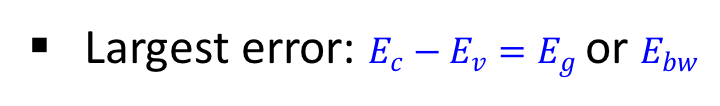 ▪ Largest error: E_c − E_v = E_g or E_bw